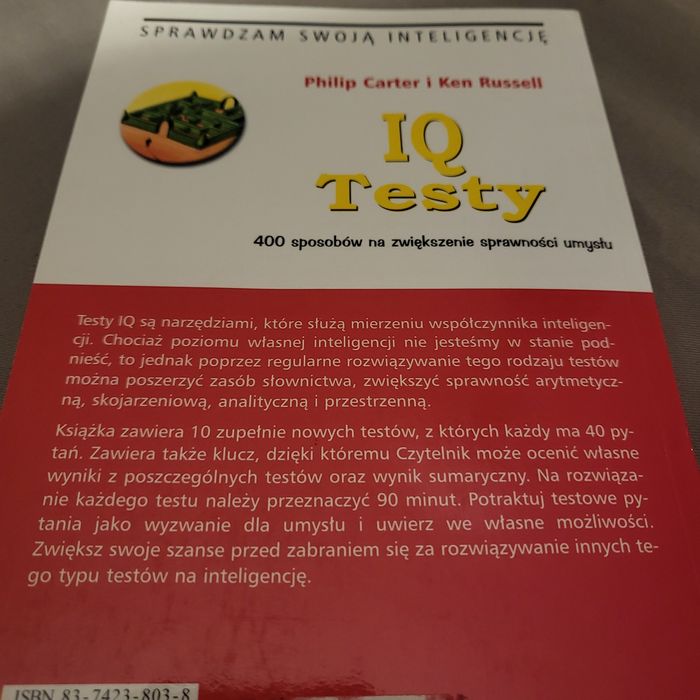 SPRAWDZAM SWOJĄ INTELIGENCJĘ
Philip Carter i Ken Russell
IQ
Testy
400 sposobów na zwiększenie sprawności umysłu
Testy IQ są narzędziami, które służą mierzeniu współczynnika inteligen-
cji. Chociaż poziomu własnej inteligencji nie jesteśmy w stanie pod-
nieść, to jednak poprzez regularne rozwiązywanie tego rodzaju testów
można poszerzyć zasób słownictwa, zwiększyć sprawność arytmetycz-
ną, skojarzeniową, analityczną i przestrzenną.
Książka zawiera 10 zupełnie nowych testów, z których każdy ma 40 py-
tań. Zawiera także klucz, dzięki któremu Czytelnik może ocenić własne
wyniki z poszczególnych testów oraz wynik sumaryczny. Na rozwiąza-
nie każdego testu należy przeznaczyć 90 minut. Potraktuj testowe py-
tania jako wyzwanie dla umysłu i uwierz we własne możliwości.
Zwiększ swoje szanse przed zabraniem się za rozwiązywanie innych te-
go typu testów na inteligencję.
ISBN 83-7423-803-8